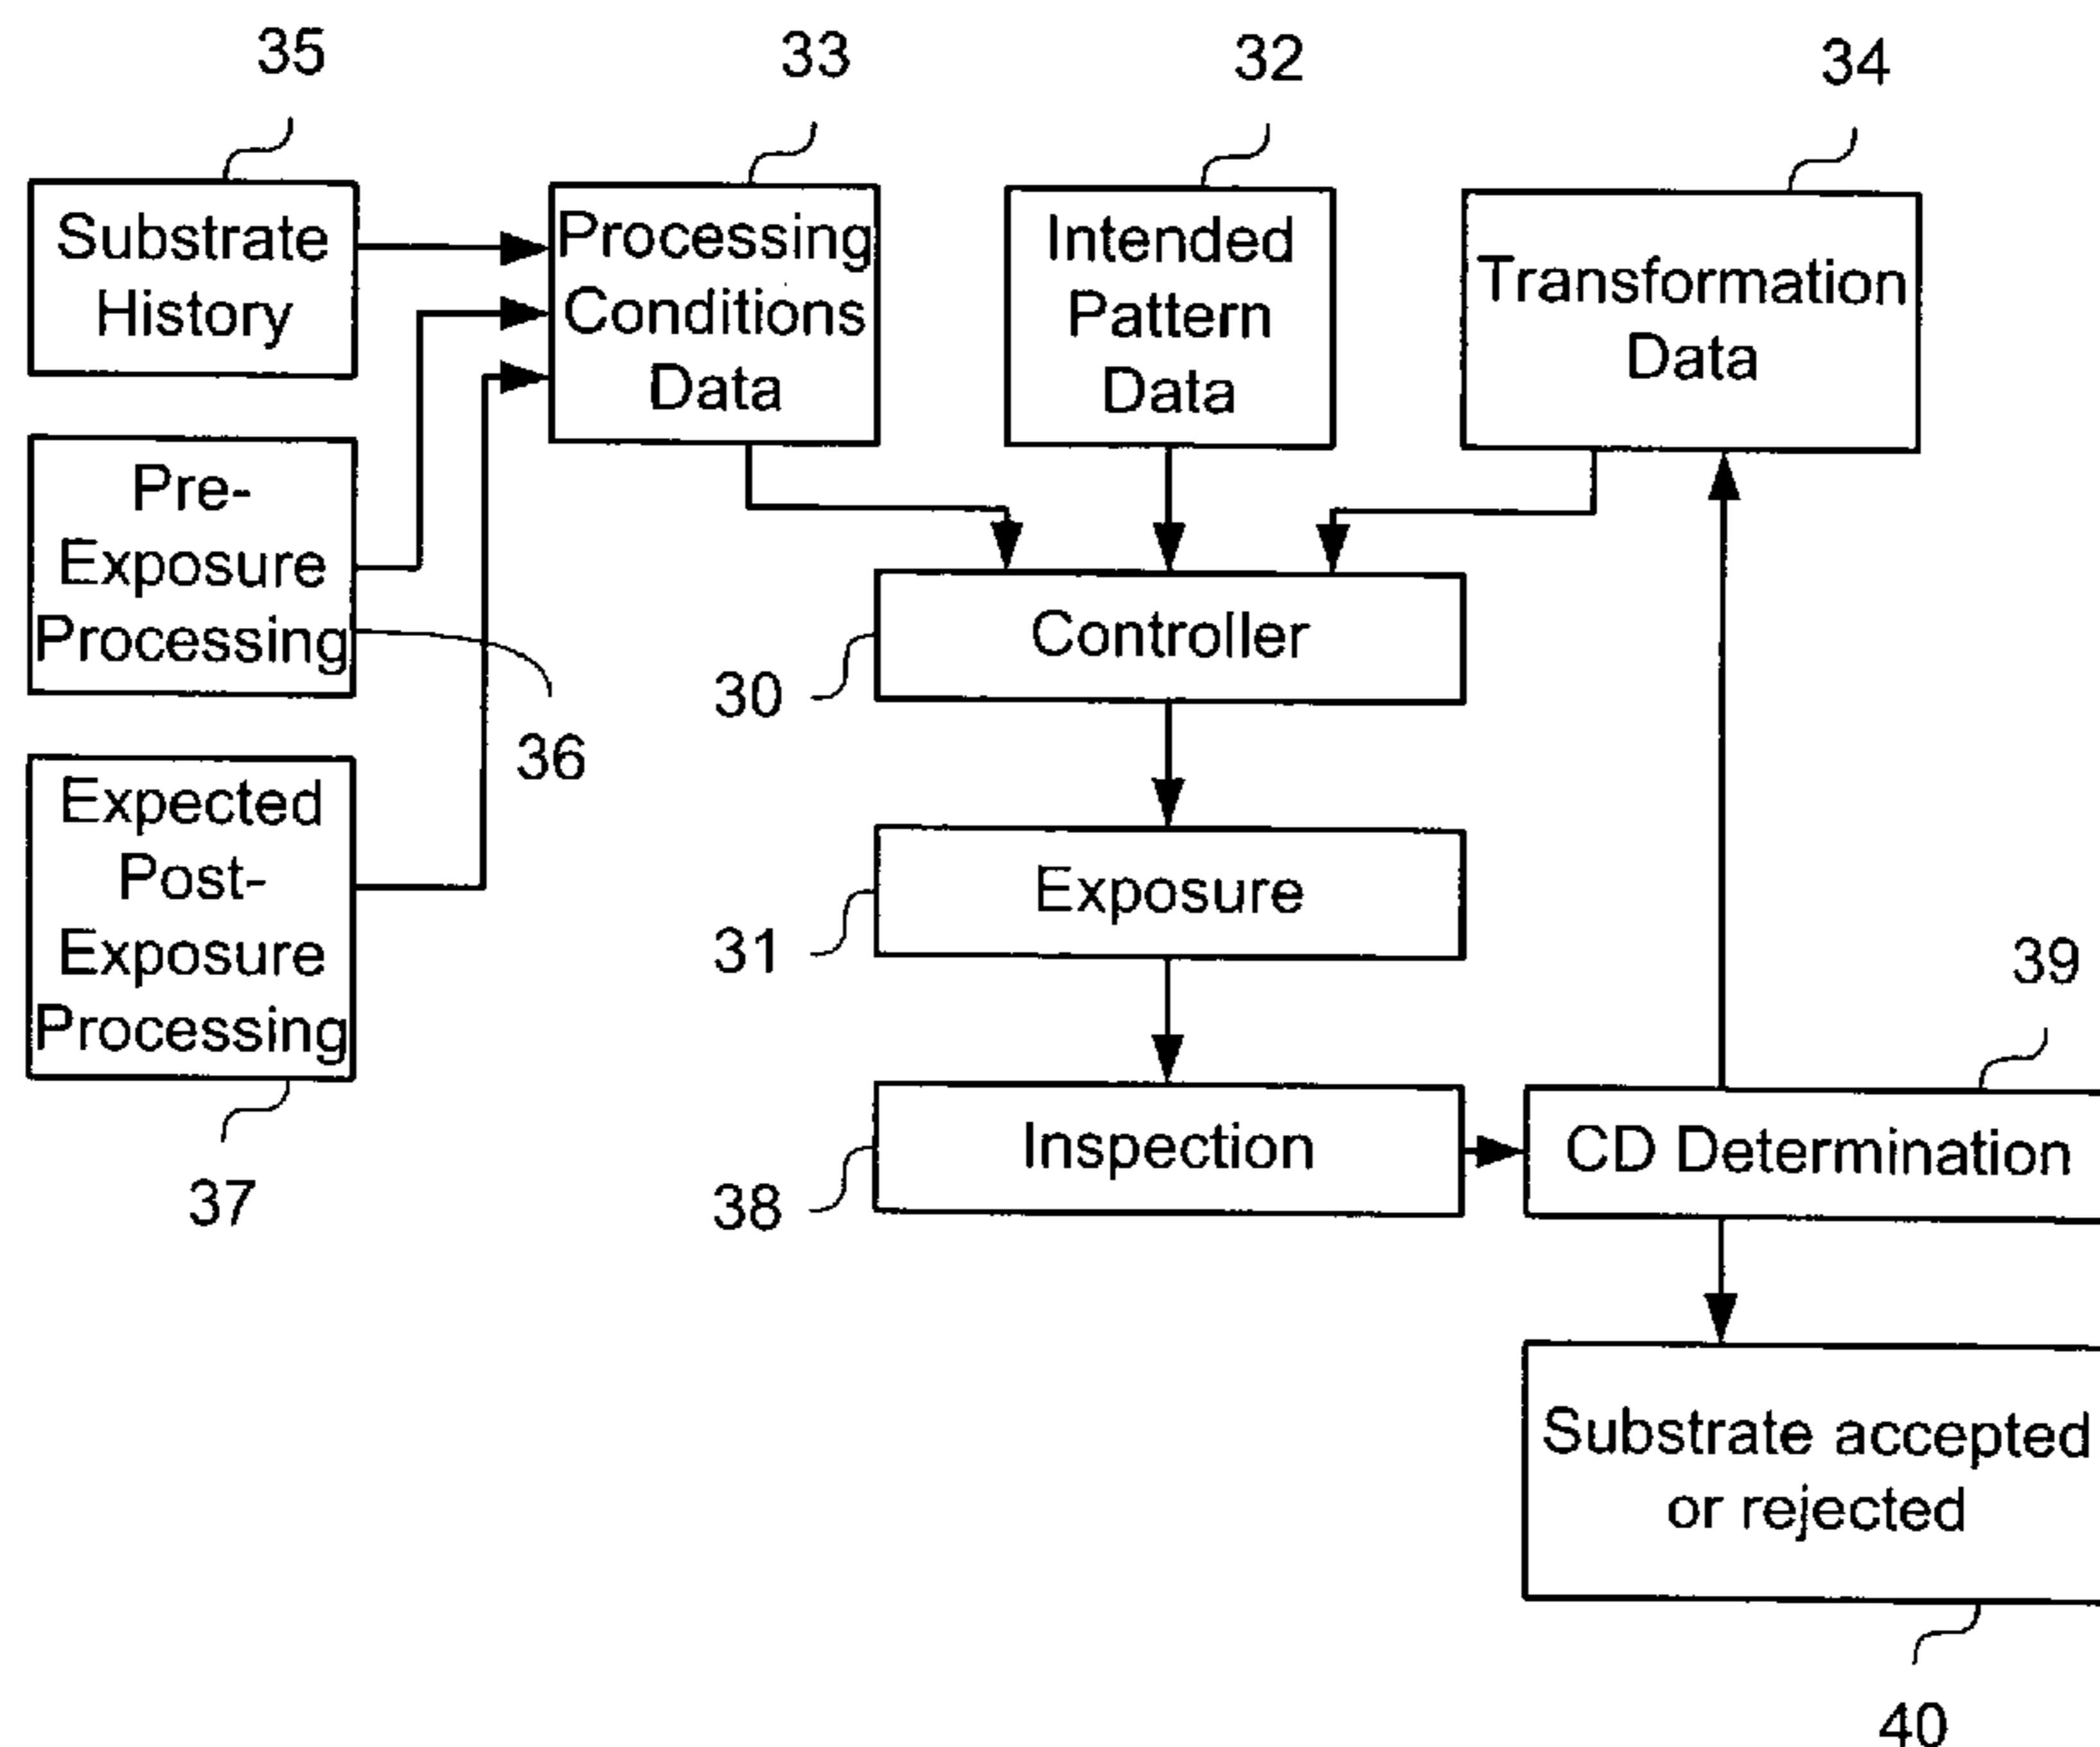 35
33
32
34
Substrate
History
Processing
Conditions
Data
Intended
Pattern
Data
Transformation
Data
Pre-
Exposure
Processing
36
Controller
30
Expected
Post-
Exposure
Processing
37
Exposure
31
39
Inspection
38
CD Determination
Substrate accepted
or rejected
40